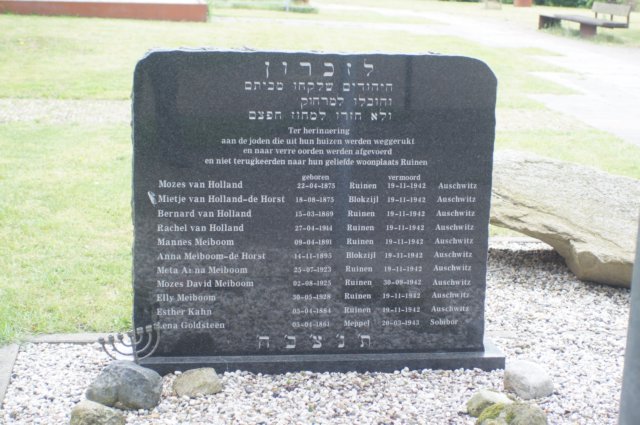 לזכרון
היהודים שלקחו מביתם
והובלו למרחוק
ולא חזרו למחוז חפצם
Ter herinnering
aan de joden die uit hun huizen werden weggerukt
en naar verre oorden werden afgevoerd
en niet terugkeerden naar hun geliefde woonplaats Ruinen
geboren vermoord
Mozes van Holland 22-04-1875 Ruinen 19-11-1942 Auschwitz
Mietje van Holland-de Horst 18-08-1875 Blokzijl 19-11-1942 Auschwitz
Bernard van Holland 15-03-1869 Ruinen 19-11-1942 Auschwitz
Rachel van Holland 27-04-1914 Ruinen 19-11-1942 Auschwitz
Mannes Meiboom 09-04-1891 Ruinen 19-11-1942 Auschwitz
Anna Meiboom-de Horst 14-11-1895 Blokzijl 19-11-1942 Auschwitz
Meta Anna Meiboom 25-07-1923 Ruinen 19-11-1942 Auschwitz
Mozes David Meiboom 02-08-1925 Ruinen 30-09-1942 Auschwitz
Elly Meiboom 30-05-1928 Ruinen 19-11-1942 Auschwitz
Esther Kahn 03-04-1884 Ruinen 19-11-1942 Auschwitz
Lena Goldsteen 05-04-1861 Meppel 20-03-1943 Sobibor
ת'נ'צ'ב'ה'